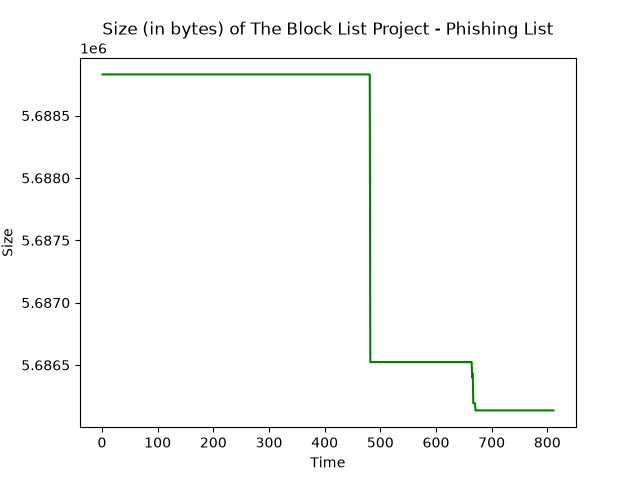 Size (in bytes) of The Block List Project - Phishing List
1e6
5.6885
5.6880
5.6875
5.6870
5.6865
Size
0 100 200 300 400 500 600 700 800
Time